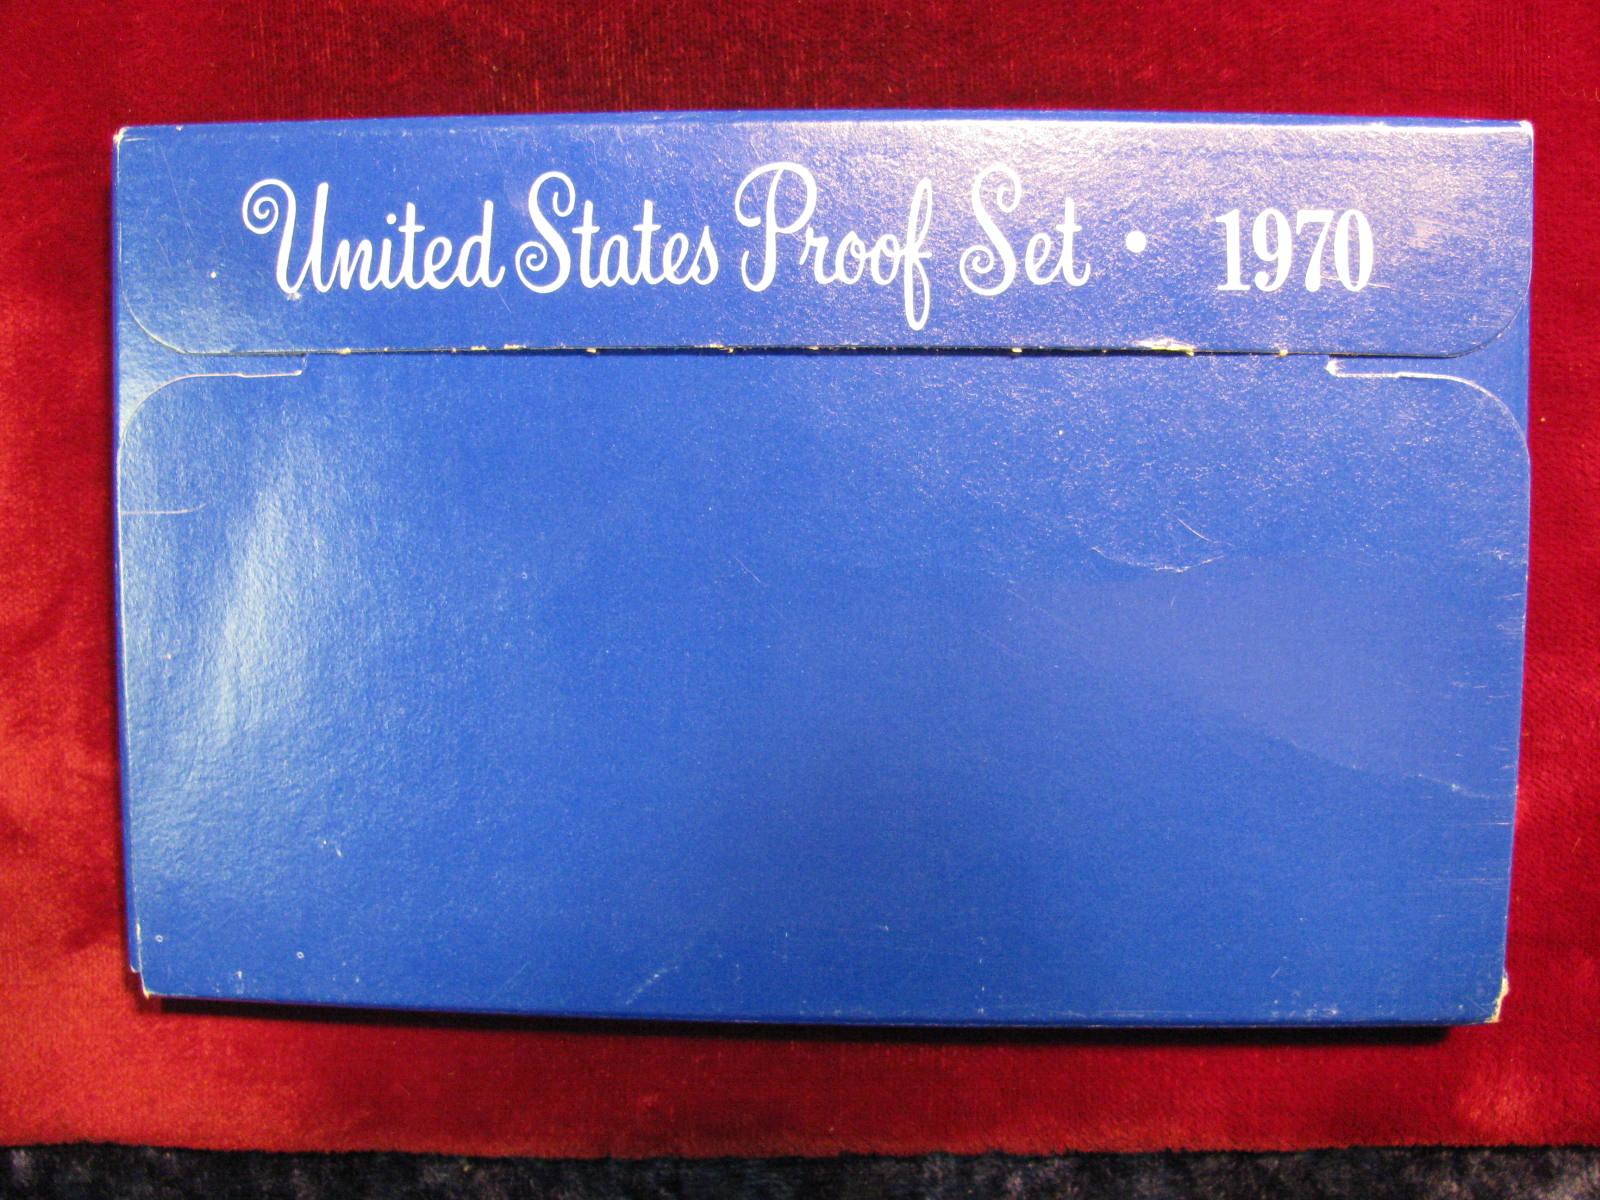 United States Proof Set • 1970